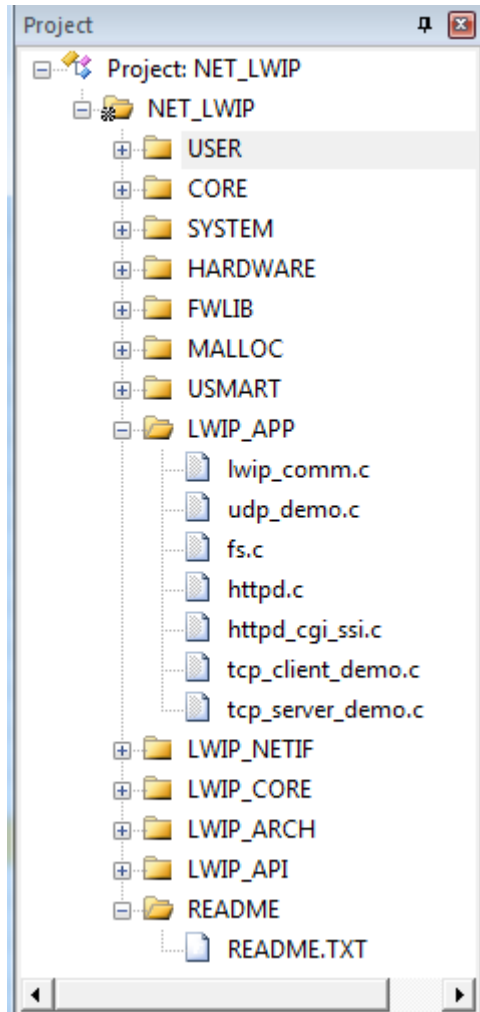 Project
Project: NET_LWIP
NET_LWIP
USER
CORE
SYSTEM
HARDWARE
FWLIB
MALLOC
USMART
LWIP_APP
lwip_comm.c
udp_demo.c
fs.c
httpd.c
httpd_cgi_ssi.c
tcp_client_demo.c
tcp_server_demo.c
LWIP_NETIF
LWIP_CORE
LWIP_ARCH
LWIP_API
README
README.TXT